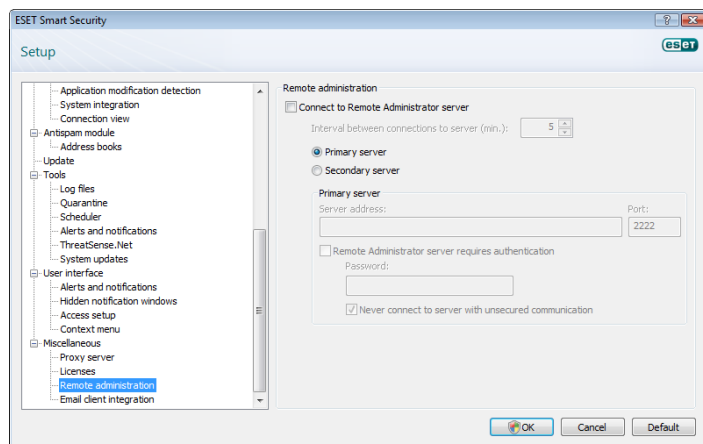 ESET Smart Security
Setup
eset
Application modification detection
System integration
Connection view
Antispam module
Address books
Update
Tools
Log files
Quarantine
Scheduler
Alerts and notifications
ThreatSense.Net
System updates
User interface
Alerts and notifications
Hidden notification windows
Access setup
Context menu
Miscellaneous
Proxy server
Licenses
Remote administration
Email client integration
Remote administration
Connect to Remote Administrator server
Interval between connections to server (min.): 5
Primary server
Secondary server
Primary server
Server address: Port:
2222
Remote Administrator server requires authentication
Password:
Never connect to server with unsecured communication
OK Cancel Default